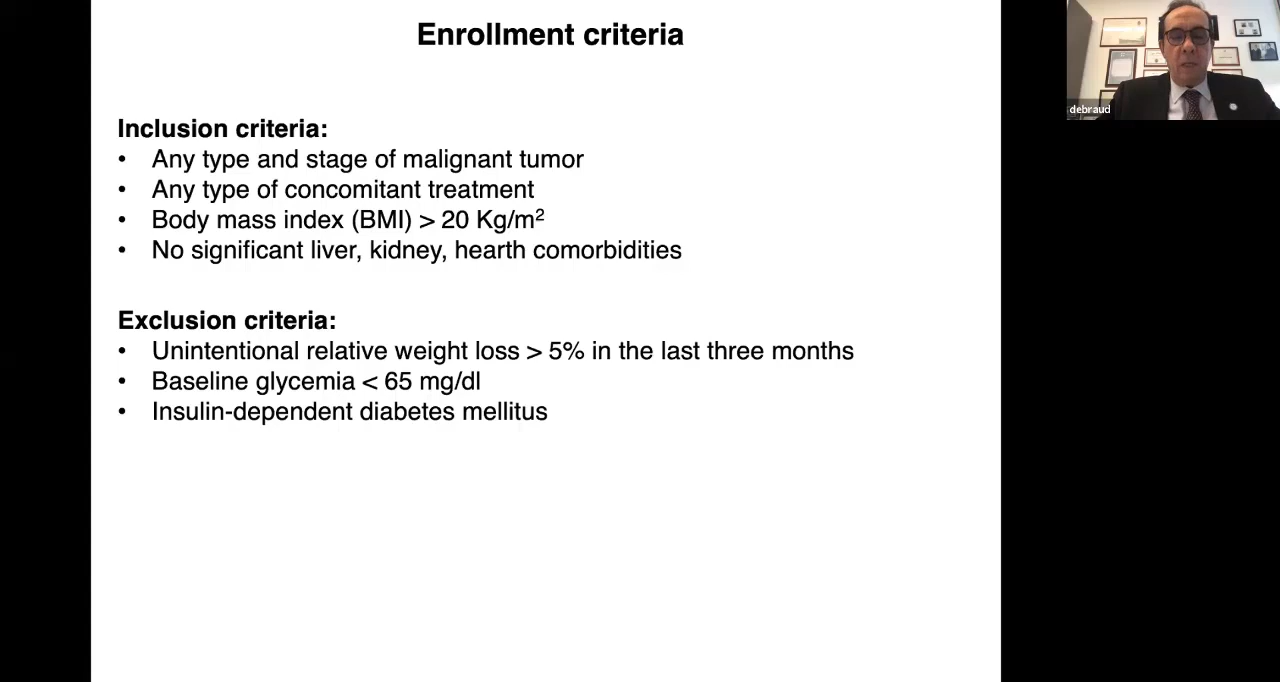 Enrollment criteria
debraud
Inclusion criteria:
• Any type and stage of malignant tumor
• Any type of concomitant treatment
• Body mass index (BMI) > 20 Kg/m²
• No significant liver, kidney, hearth comorbidities
Exclusion criteria:
• Unintentional relative weight loss > 5% in the last three months
• Baseline glycemia < 65 mg/dl
• Insulin-dependent diabetes mellitus